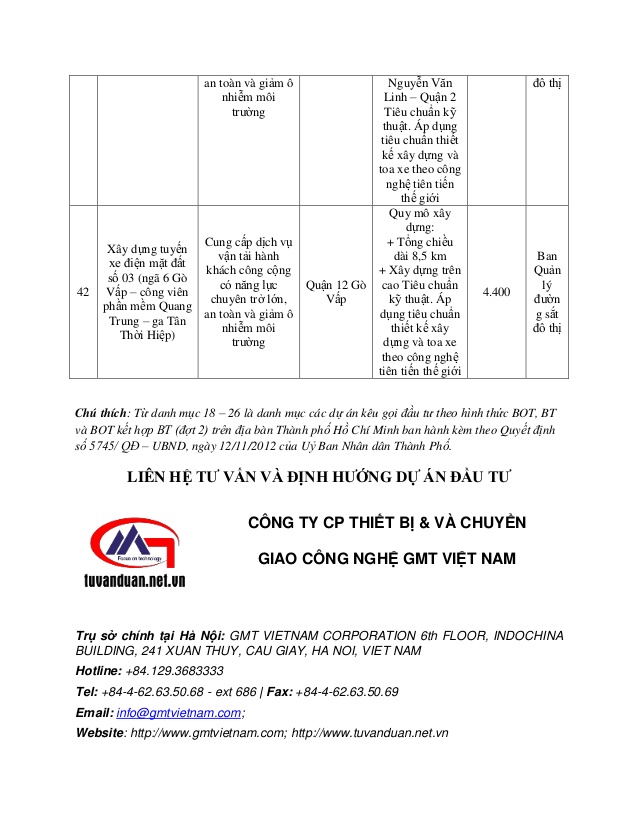 an toàn và giảm ô
nhiễm môi
trường
Nguyễn Văn
Linh – Quận 2
Tiêu chuẩn kỹ
thuật. Áp dụng
tiêu chuẩn thiết
kế xây dựng và
toa xe theo công
nghệ tiên tiến
thế giới
đô thị
42
Xây dựng tuyến
xe điện mặt đất
số 03 (ngã 6 Gò
Vấp – công viên
phần mềm Quang
Trung – ga Tân
Thời Hiệp)
Cung cấp dịch vụ
vận tải hành
khách công cộng
có năng lực
chuyên trở lớn,
an toàn và giảm ô
nhiễm môi
trường
Quận 12 Gò
Vấp
Quy mô xây
dựng:
+ Tổng chiều
dài 8,5 km
+ Xây dựng trên
cao Tiêu chuẩn
kỹ thuật. Áp
dụng tiêu chuẩn
thiết kế xây
dựng và toa xe
theo công nghệ
tiên tiến thế giới
4.400
Ban
Quản
lý
đườn
g sắt
đô thị
Chú thích: Từ danh mục 18 – 26 là danh mục các dự án kêu gọi đầu tư theo hình thức BOT, BT
và BOT kết hợp BT (đợt 2) trên địa bàn Thành phố Hồ Chí Minh ban hành kèm theo Quyết định
số 5745/ QĐ – UBND, ngày 12/11/2012 của Uỷ Ban Nhân dân Thành Phố.
LIÊN HỆ TƯ VẤN VÀ ĐỊNH HƯỚNG DỰ ÁN ĐẦU TƯ
Focus on technology
tuvanduan.net.vn
CÔNG TY CP THIẾT BỊ & VÀ CHUYỂN
GIAO CÔNG NGHỆ GMT VIỆT NAM
Trụ sở chính tại Hà Nội: GMT VIETNAM CORPORATION 6th FLOOR, INDOCHINA
BUILDING, 241 XUAN THUY, CAU GIAY, HA NOI, VIET NAM
Hotline: +84.129.3683333
Tel: +84-4-62.63.50.68 - ext 686 | Fax: +84-4-62.63.50.69
Email: info@gmtvietnam.com;
Website: http://www.gmtvietnam.com; http://www.tuvanduan.net.vn